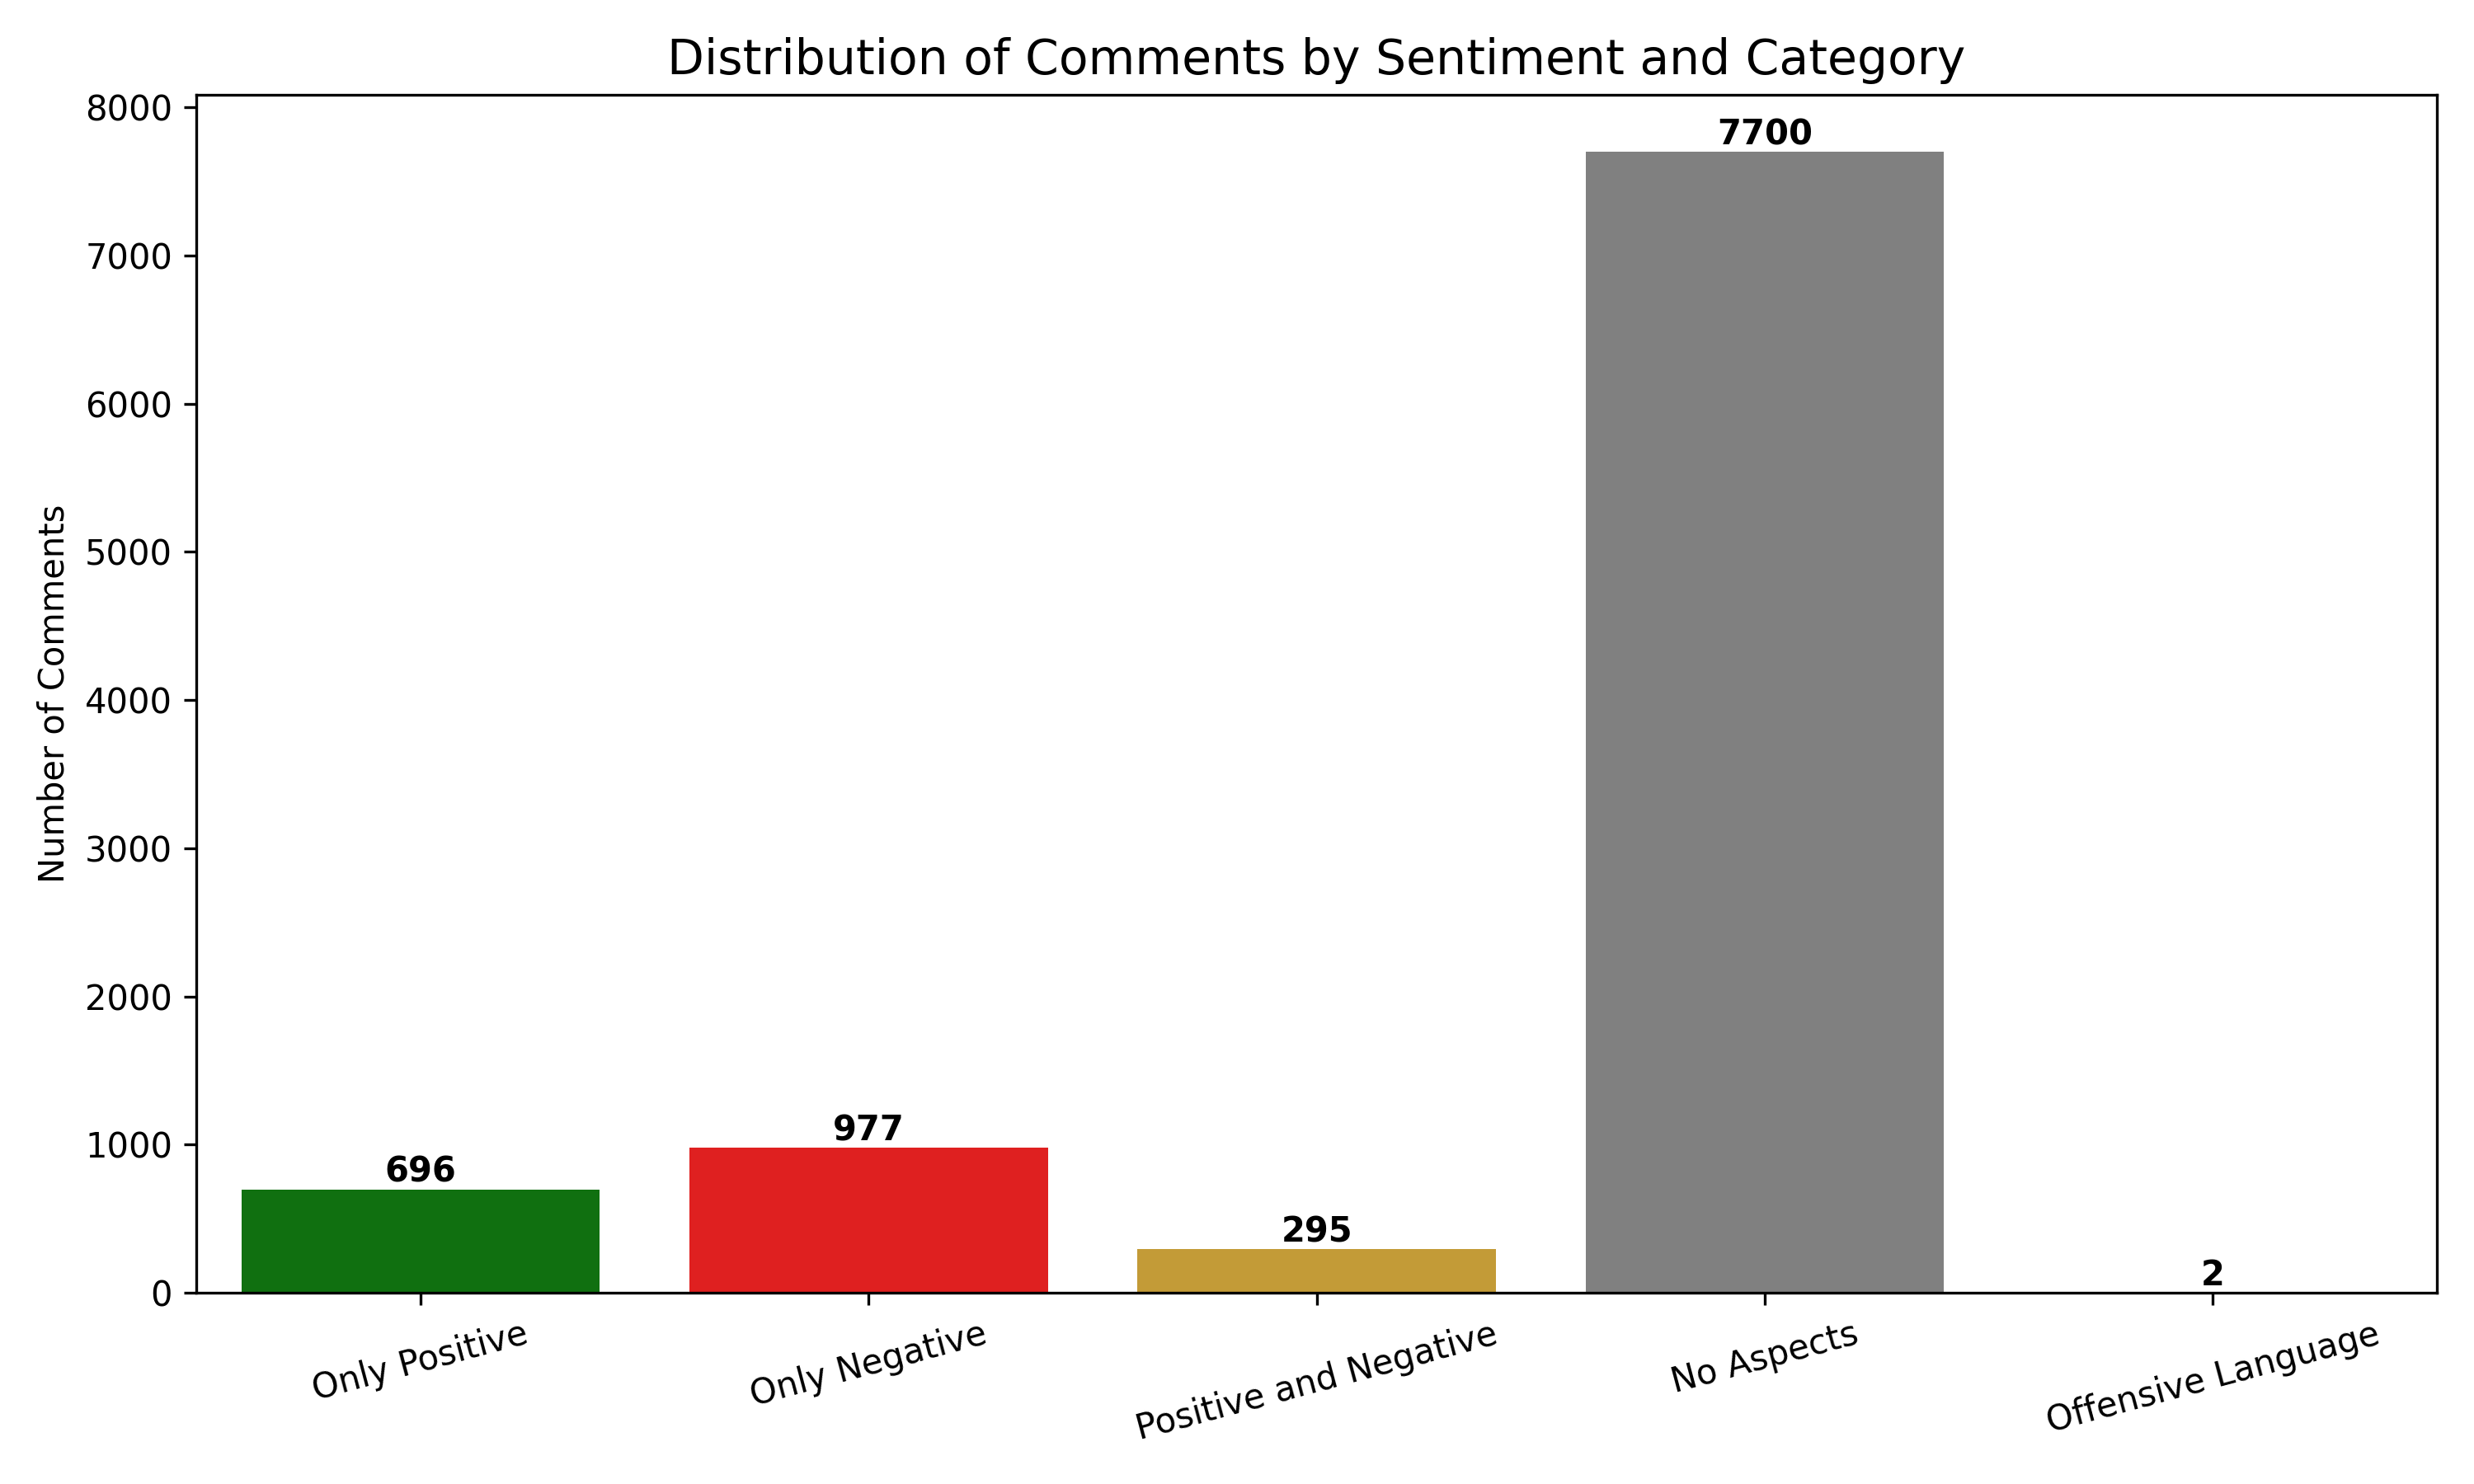 Distribution of Comments by Sentiment and Category
Number of Comments
8000
7000
6000
5000
4000
3000
2000
1000
0
696
977
295
7700
2
Only Positive
Only Negative
Positive and Negative
No Aspects
Offensive Language